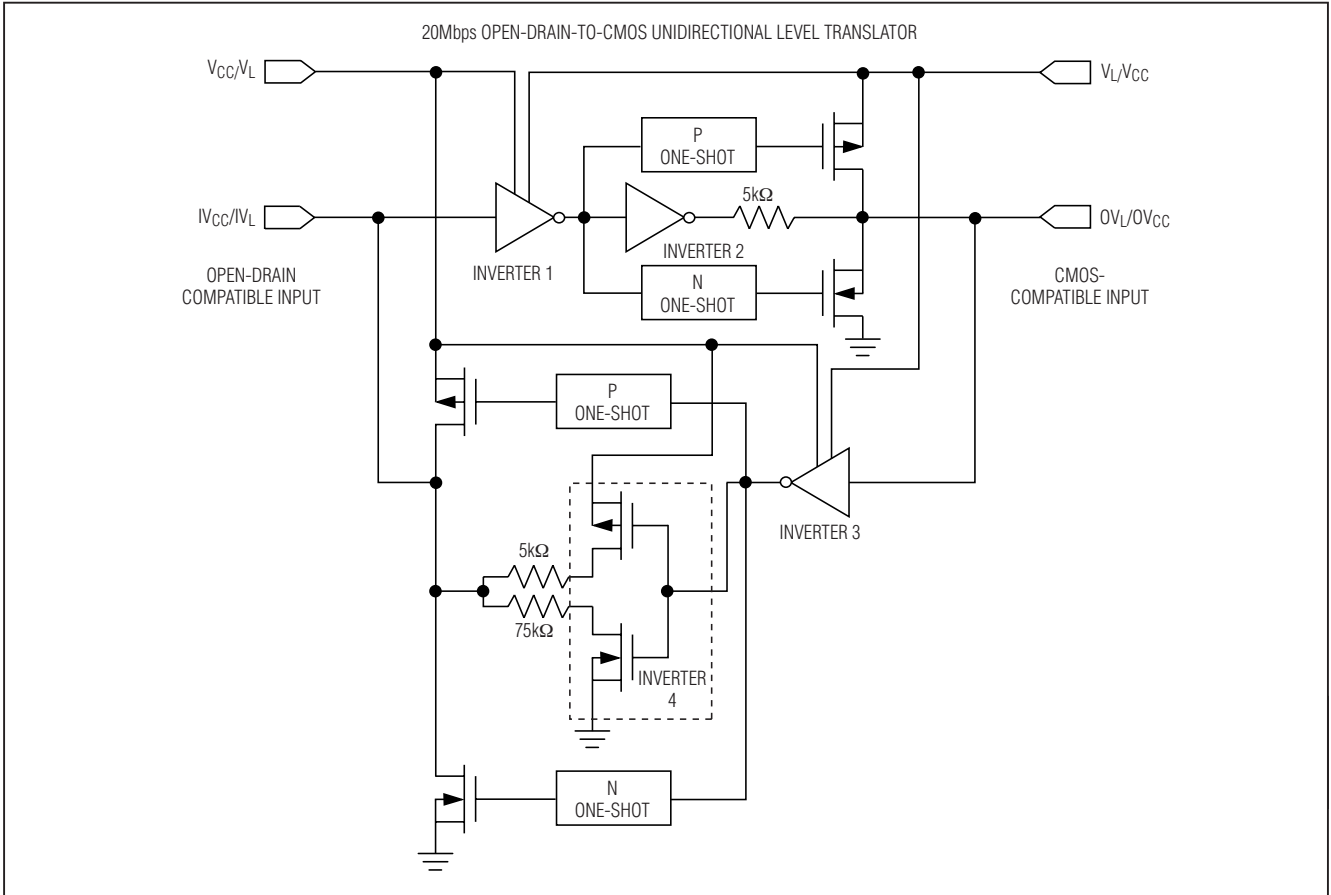 20Mbps OPEN-DRAIN-TO-CMOS UNIDIRECTIONAL LEVEL TRANSLATOR
VCC/VL
VL/VCC
P
ONE-SHOT
5kΩ
IVCC/IVL
OVL/OVCC
INVERTER 2
INVERTER 1
OPEN-DRAIN
COMPATIBLE INPUT
N
ONE-SHOT
CMOS-
COMPATIBLE INPUT
P
ONE-SHOT
INVERTER 3
5kΩ
75kΩ
INVERTER
4
N
ONE-SHOT